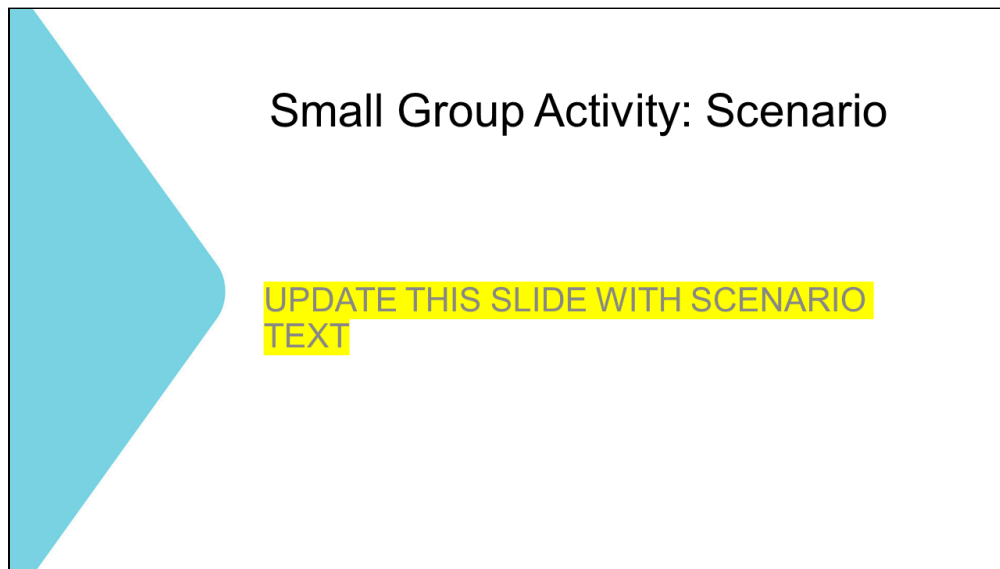 Small Group Activity: Scenario
UPDATE THIS SLIDE WITH SCENARIO
TEXT